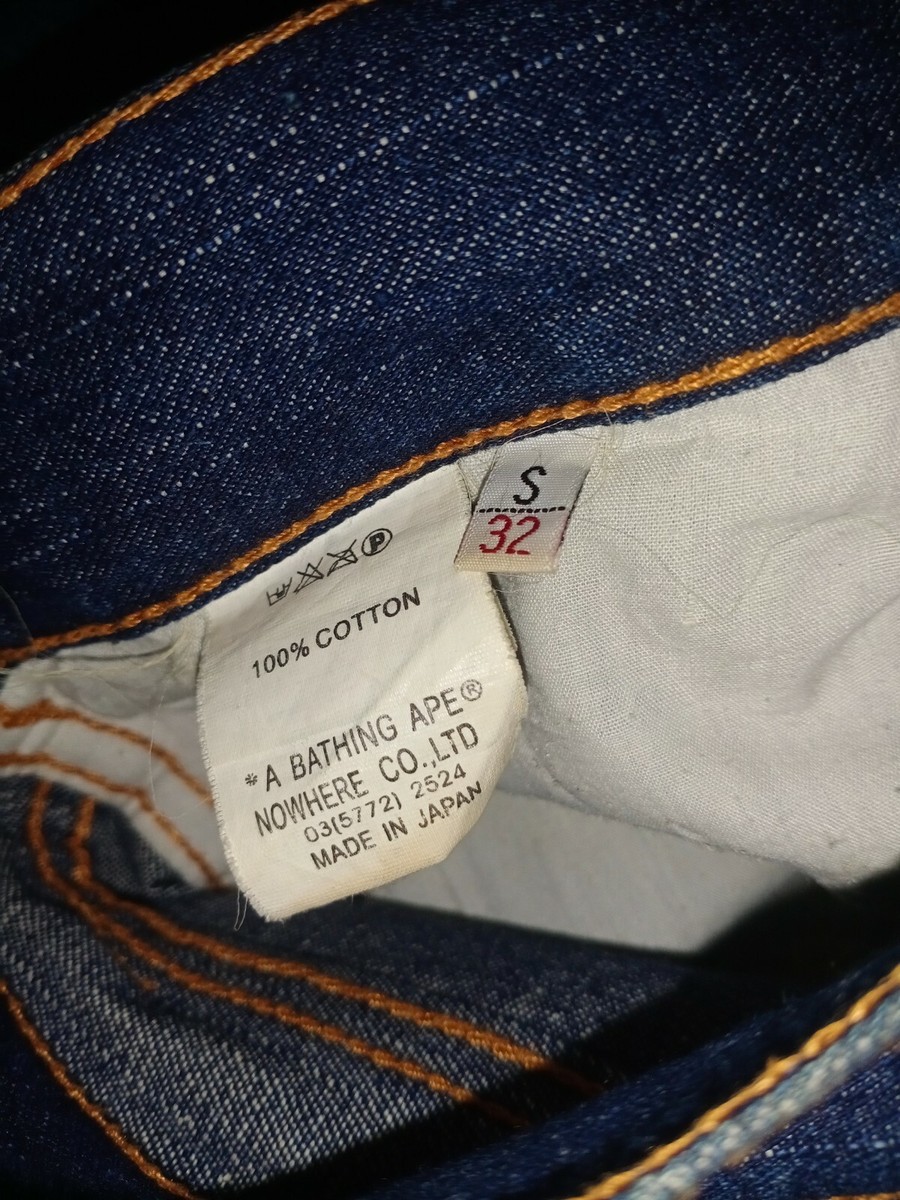 S
32
P
100% COTTON
*A BATHING APE®
NOWHERE CO.,LTD
03(5772) 2524
MADE IN JAPAN